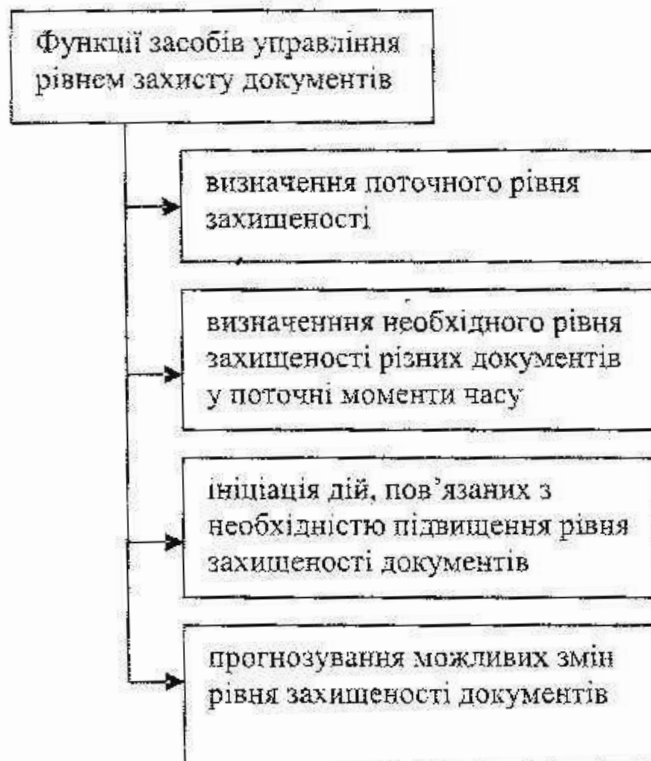 Функції засобів управління
рівнем захисту документів
визначення поточного рівня
захищеності
визначенння необхідного рівня
захищеності різних документів
у поточні моменти часу
ініціація дій, пов’язаних з
необхідністю підвищення рівня
захищеності документів
прогнозування можливих змін
рівня захищеності документів